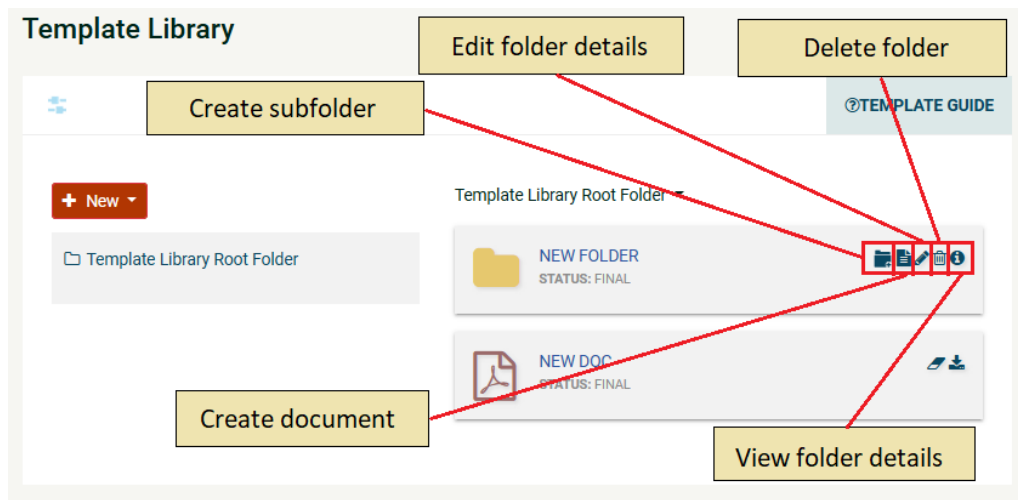 Template Library
Edit folder details
Delete folder
Create subfolder
TEMPLATE GUIDE
+ New
Template Library Root Folder
Template Library Root Folder
NEW FOLDER
STATUS: FINAL
NEW DOC
STATUS: FINAL
Create document
View folder details